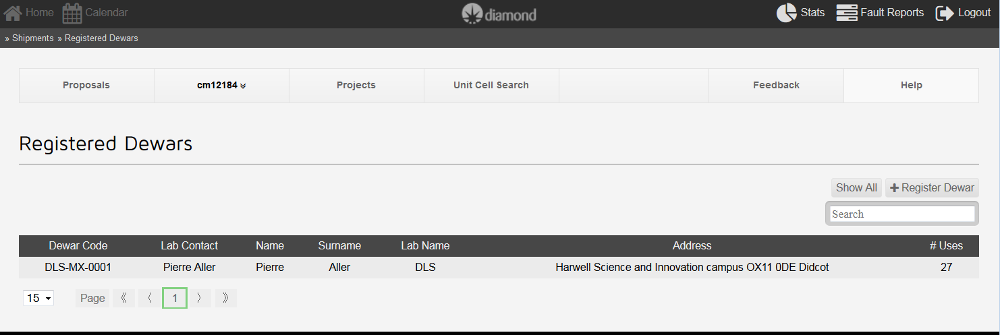 Home Calendar diamond Stats Fault Reports Logout
» Shipments » Registered Dewars
Proposals cm12184 Projects Unit Cell Search Feedback Help
Registered Dewars
Show All + Register Dewar
Search
Dewar Code Lab Contact Name Surname Lab Name Address # Uses
DLS-MX-0001 Pierre Aller Pierre Aller DLS Harwell Science and Innovation campus OX11 0DE Didcot 27
15 Page 《 〈 1 〉 》